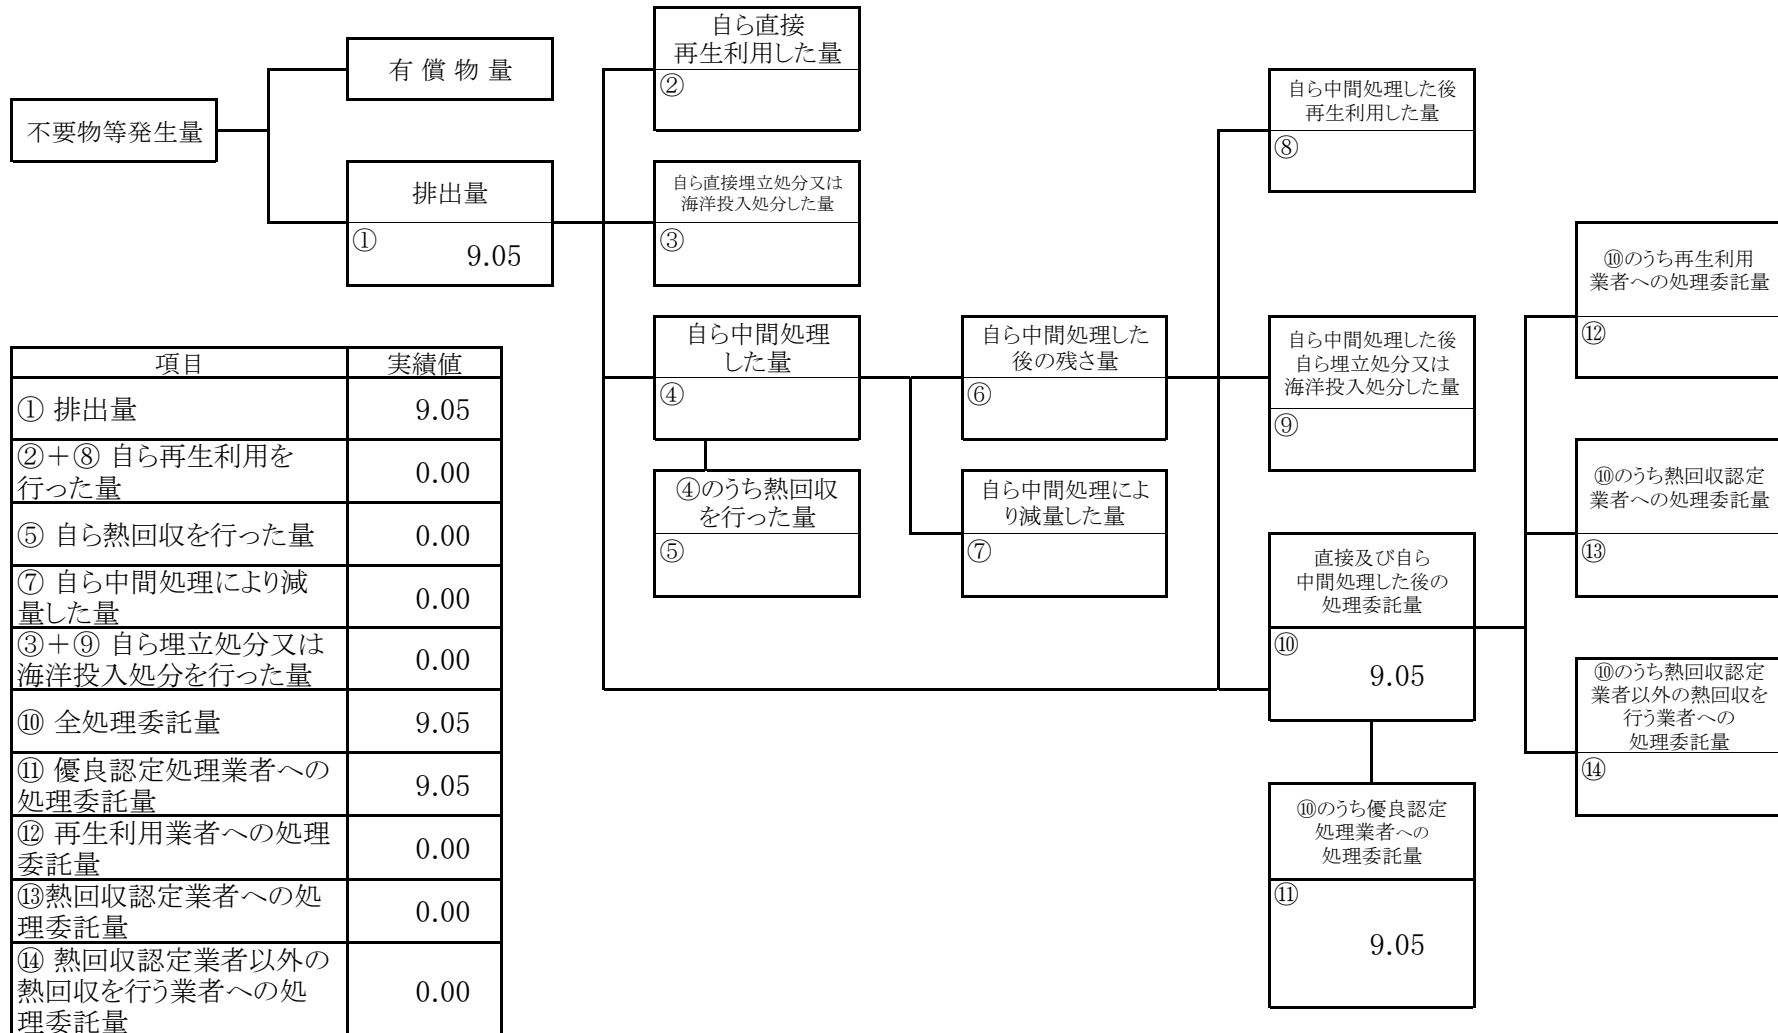 不要物等発生量
有 償 物 量
排出量
①
9.05
自ら直接
再生利用した量
②
自ら直接埋立処分又は
海洋投入処分した量
③
自ら中間処理
した量
④
④のうち熱回収
を行った量
⑤
自ら中間処理した
後の残さ量
⑥
自ら中間処理によ
り減量した量
⑦
自ら中間処理した後
再生利用した量
⑧
自ら中間処理した後
自ら埋立処分又は
海洋投入処分した量
⑨
直接及び自ら
中間処理した後の
処理委託量
⑩
9.05
⑩のうち優良認定
処理業者への
処理委託量
⑪
9.05
⑩のうち再生利用
業者への処理委託量
⑫
⑩のうち熱回収認定
業者への処理委託量
⑬
⑩のうち熱回収認定
業者以外の熱回収を
行う業者への
処理委託量
⑭
項目 実績値
① 排出量 9.05
②+⑧ 自ら再生利用を
行った量 0.00
⑤ 自ら熱回収を行った量 0.00
⑦ 自ら中間処理により減
量した量 0.00
③+⑨ 自ら埋立処分又は
海洋投入処分を行った量 0.00
⑩ 全処理委託量 9.05
⑪ 優良認定処理業者への
処理委託量 9.05
⑫ 再生利用業者への処理
委託量 0.00
⑬熱回収認定業者への処
理委託量 0.00
⑭ 熱回収認定業者以外の
熱回収を行う業者への処
理委託量 0.00